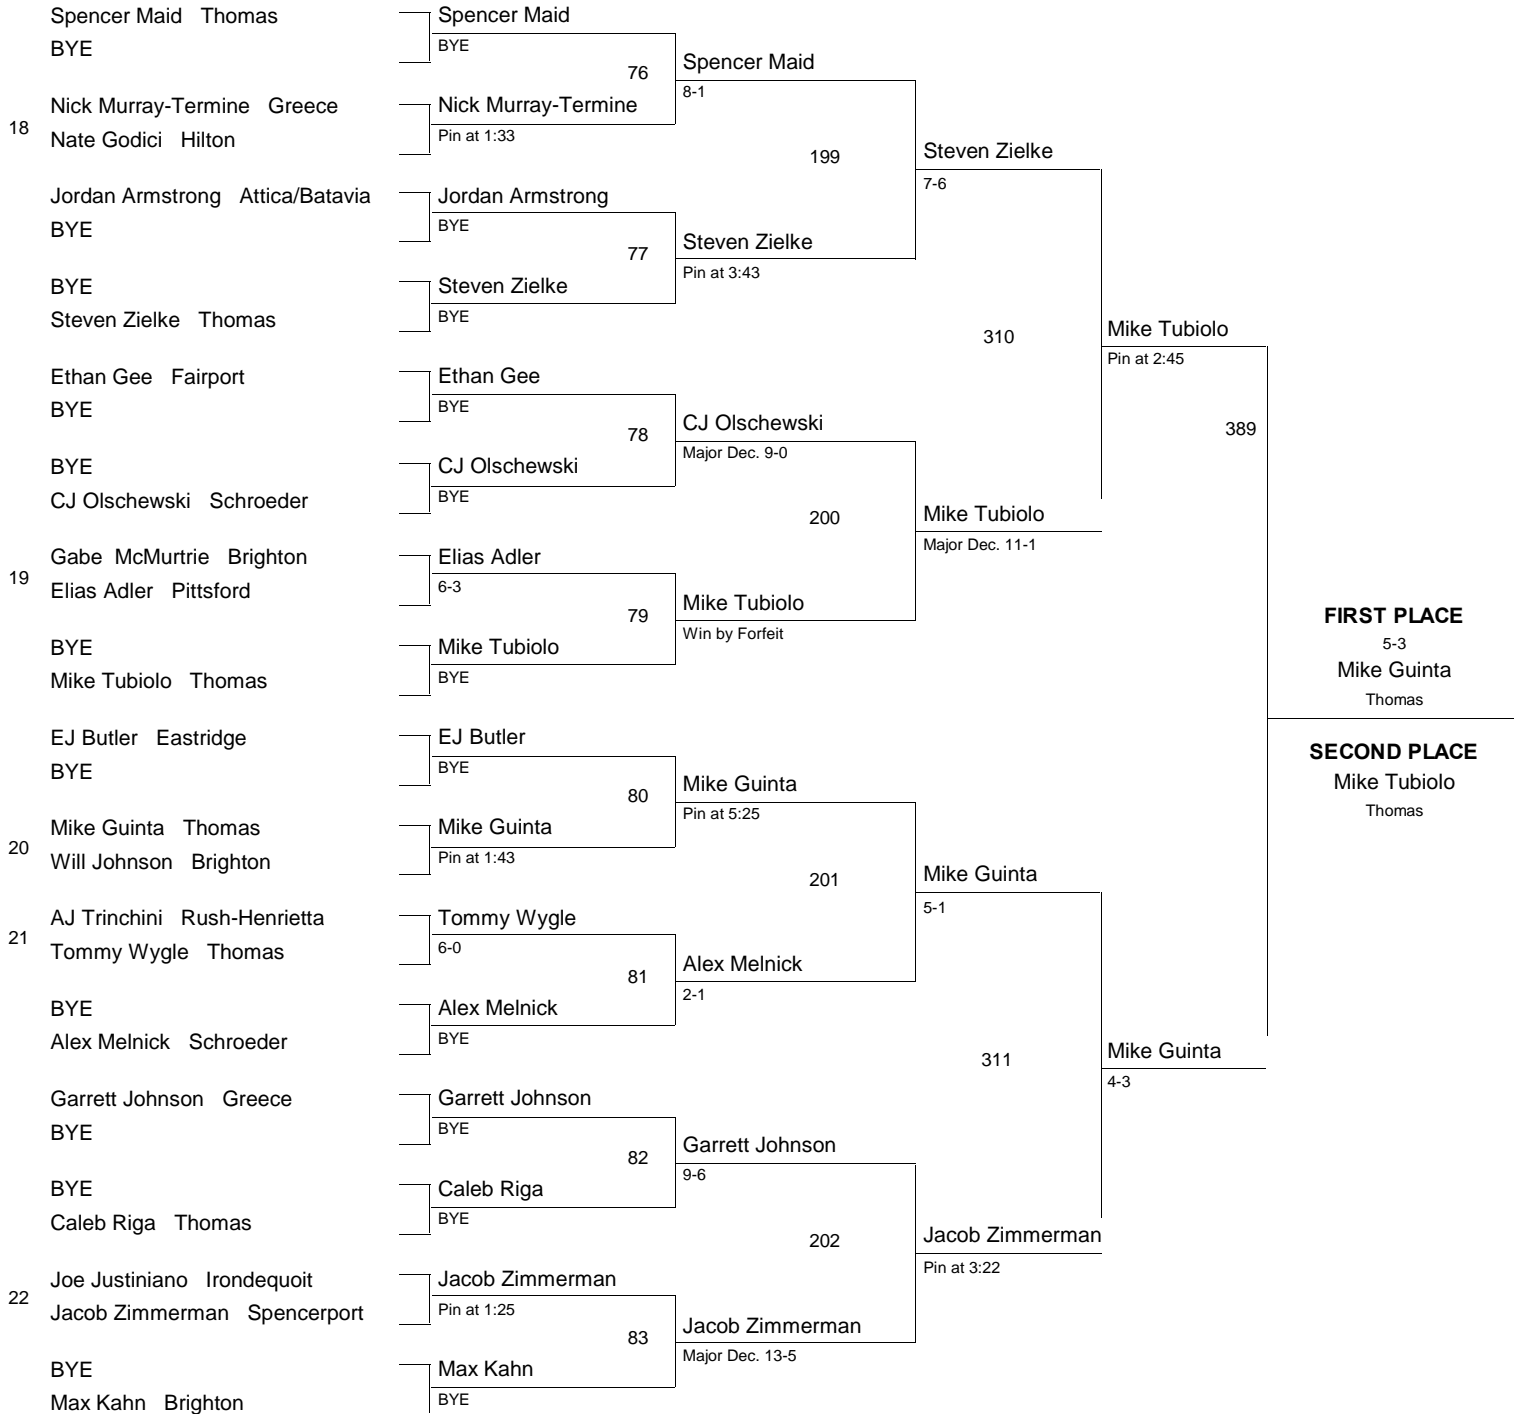 Spencer Maid Thomas
BYE
18
Nick Murray-Termine Greece
Nate Godici Hilton
Jordan Armstrong Attica/Batavia
BYE
BYE
Steven Zielke Thomas
Ethan Gee Fairport
BYE
BYE
CJ Olschewski Schroeder
19
Gabe McMurtrie Brighton
Elias Adler Pittsford
BYE
Mike Tubiolo Thomas
EJ Butler Eastridge
BYE
20
Mike Guinta Thomas
Will Johnson Brighton
21
AJ Trinchini Rush-Henrietta
Tommy Wygle Thomas
BYE
Alex Melnick Schroeder
Garrett Johnson Greece
BYE
BYE
Caleb Riga Thomas
22
Joe Justiniano Irondequoit
Jacob Zimmerman Spencerport
BYE
Max Kahn Brighton
Spencer Maid
BYE
76
Nick Murray-Termine
Pin at 1:33
Jordan Armstrong
BYE
77
Steven Zielke
BYE
Ethan Gee
BYE
78
CJ Olschewski
BYE
Elias Adler
6-3
79
Mike Tubiolo
BYE
EJ Butler
BYE
80
Mike Guinta
Pin at 1:43
Tommy Wygle
6-0
81
Alex Melnick
BYE
Garrett Johnson
BYE
82
Caleb Riga
BYE
Jacob Zimmerman
Pin at 1:25
83
Max Kahn
BYE
Spencer Maid
8-1
199
Steven Zielke
Pin at 3:43
CJ Olschewski
Major Dec. 9-0
200
Mike Tubiolo
Win by Forfeit
Mike Guinta
Pin at 5:25
201
Alex Melnick
2-1
Garrett Johnson
9-6
202
Jacob Zimmerman
Major Dec. 13-5
Steven Zielke
7-6
310
Mike Tubiolo
Major Dec. 11-1
Mike Guinta
5-1
311
Jacob Zimmerman
Pin at 3:22
Mike Tubiolo
Pin at 2:45
389
Mike Guinta
4-3
FIRST PLACE
5-3
Mike Guinta
Thomas
SECOND PLACE
Mike Tubiolo
Thomas